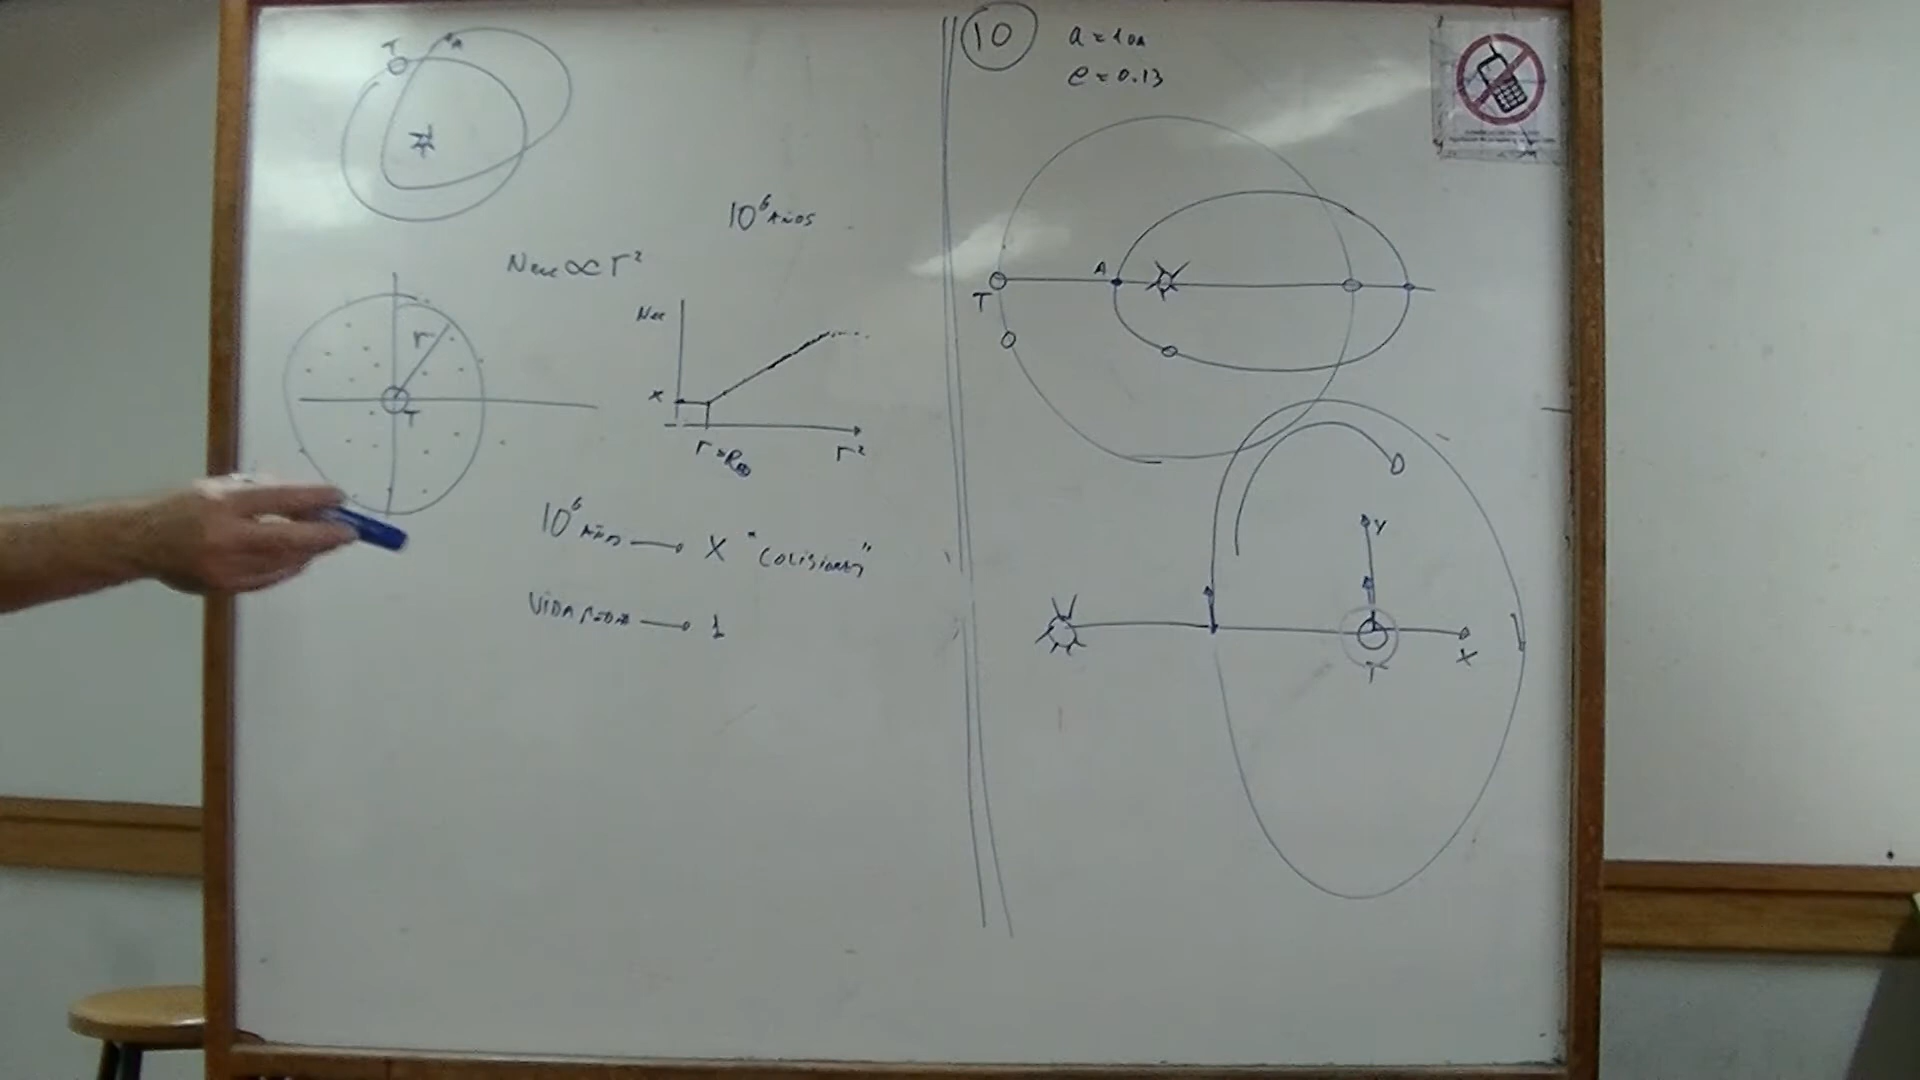 T
A
10⁶ AÑOS
Nenc ∝ r²
r
T
Nenc
X
r = R⊕
r²
10⁶ AÑOS → X "COLISIONES"
VIDA MEDIA → 1
10
a = 1 UA
e = 0.13
A
T
Y
X
T